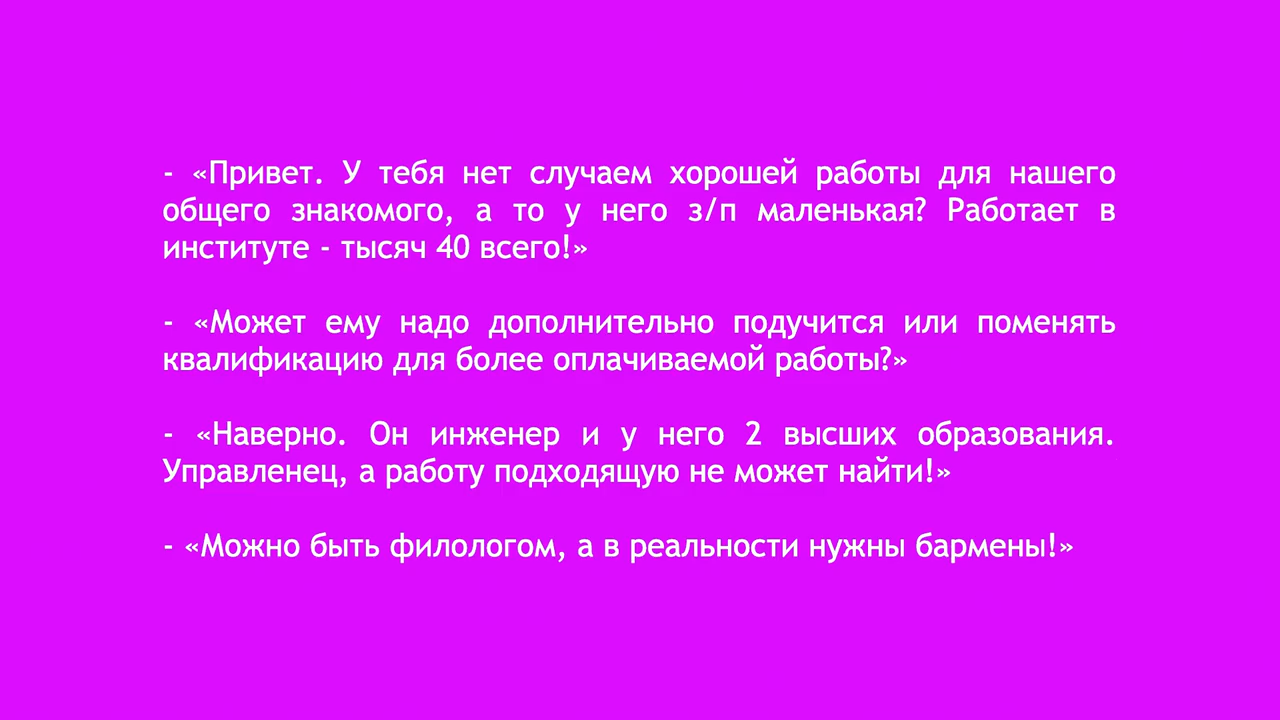 - «Привет. У тебя нет случаем хорошей работы для нашего
общего знакомого, а то у него з/п маленькая? Работает в
институте - тысяч 40 всего!»
- «Может ему надо дополнительно подучится или поменять
квалификацию для более оплачиваемой работы?»
- «Наверно. Он инженер и у него 2 высших образования.
Управленец, а работу подходящую не может найти!»
- «Можно быть филологом, а в реальности нужны бармены!»